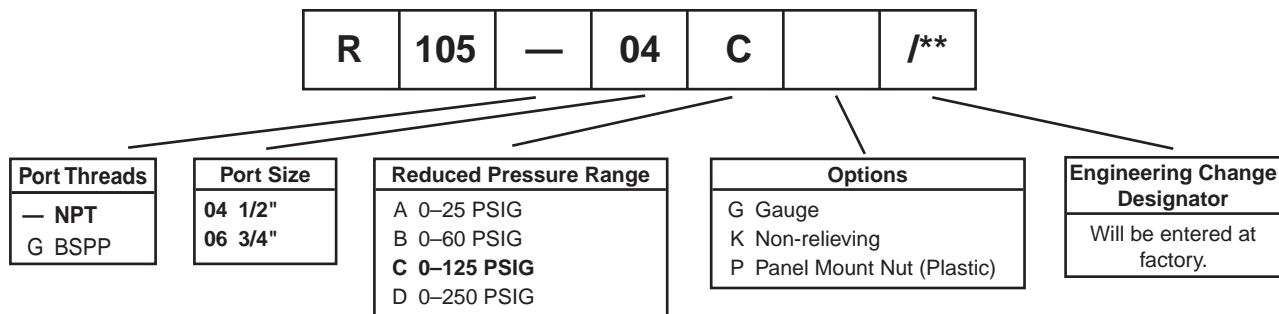 R 105 — 04 C /**
Port Threads
— NPT
G BSPP
Port Size
04 1/2"
06 3/4"
Reduced Pressure Range
A 0–25 PSIG
B 0–60 PSIG
C 0–125 PSIG
D 0–250 PSIG
Options
G Gauge
K Non-relieving
P Panel Mount Nut (Plastic)
Engineering Change
Designator
Will be entered at
factory.